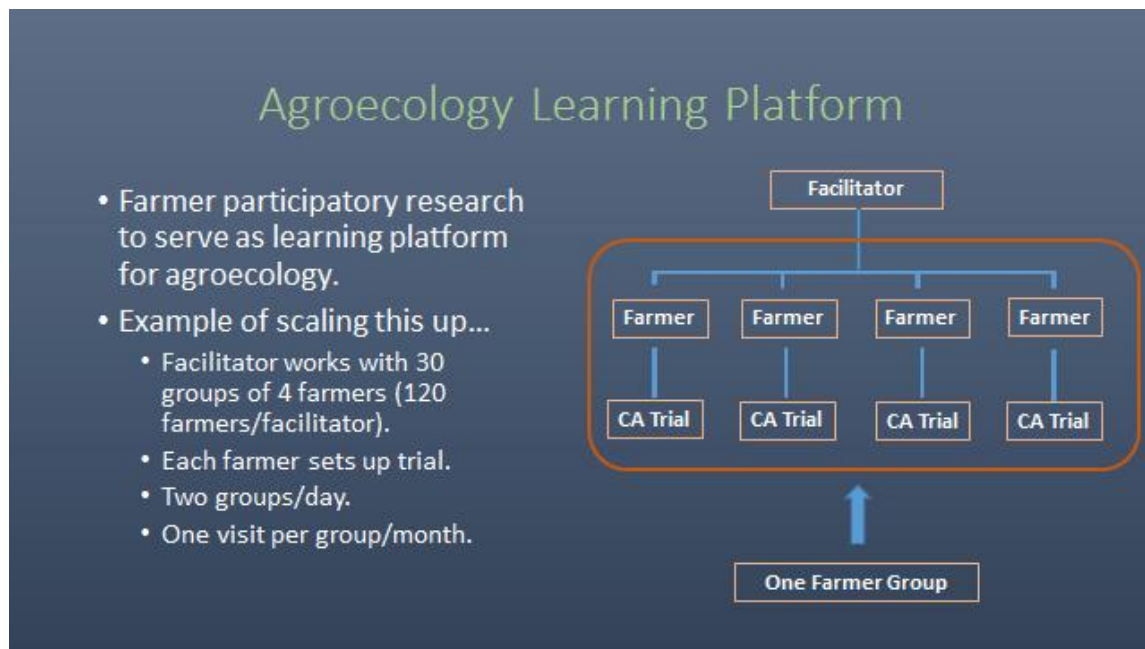 Agroecology Learning Platform
• Farmer participatory research
to serve as learning platform
for agroecology.
• Example of scaling this up...
• Facilitator works with 30
groups of 4 farmers (120
farmers/facilitator).
• Each farmer sets up trial.
• Two groups/day.
• One visit per group/month.
Facilitator
Farmer Farmer Farmer Farmer
CA Trial CA Trial CA Trial CA Trial
One Farmer Group